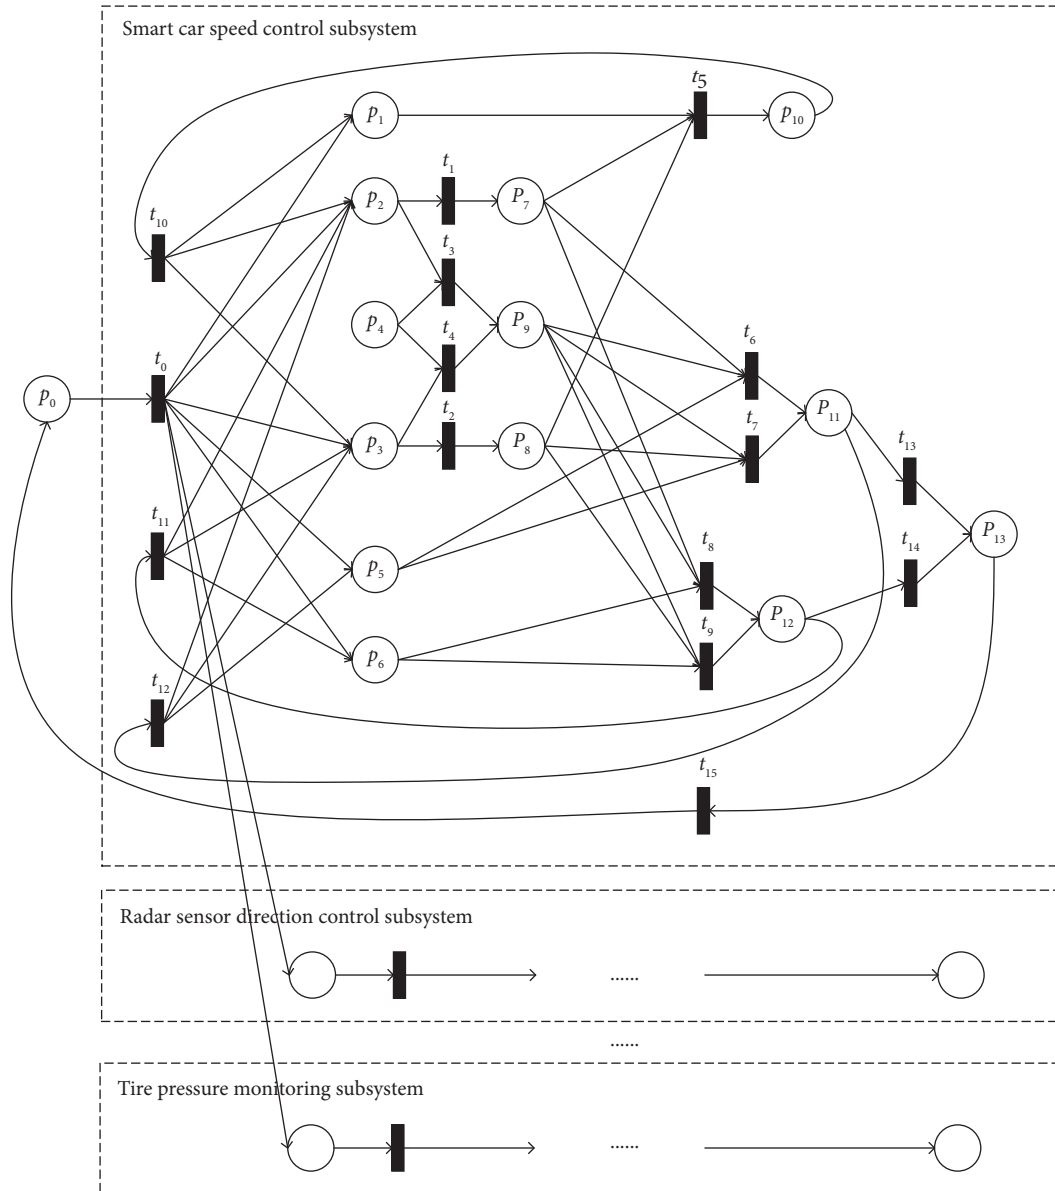 Smart car speed control subsystem
t5
p1
p10
t1
p2
P7
t10
t3
p4
P9
t4
t0
t6
p0
P11
t2
t7
p3
P8
t13
t11
P13
t8
t14
p5
P12
t9
p6
t12
t15
Radar sensor direction control subsystem
......
......
Tire pressure monitoring subsystem
......